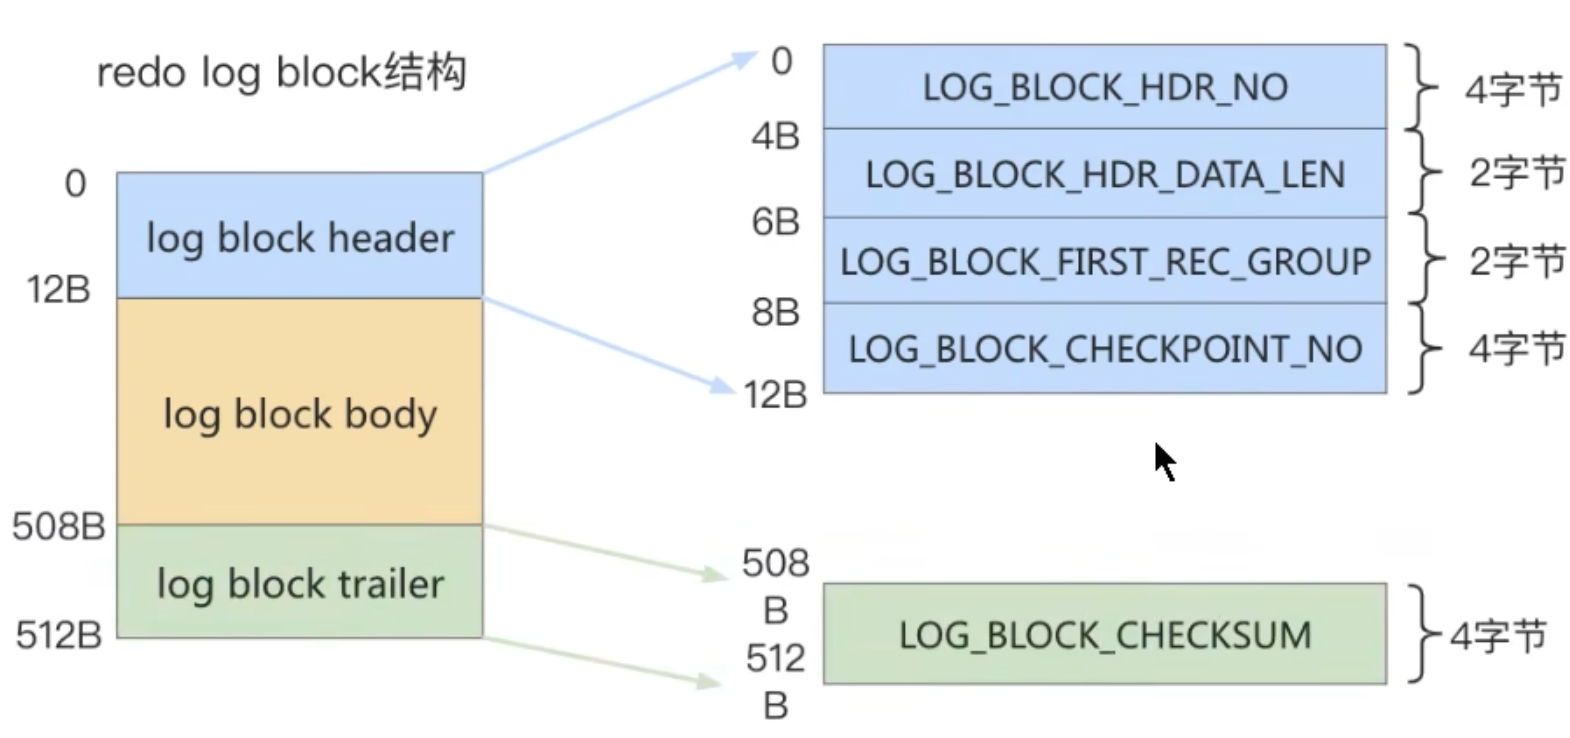 redo log block结构
0
log block header
12B
log block body
508B
log block trailer
512B
0
LOG_BLOCK_HDR_NO
4字节
4B
LOG_BLOCK_HDR_DATA_LEN
2字节
6B
LOG_BLOCK_FIRST_REC_GROUP
2字节
8B
LOG_BLOCK_CHECKPOINT_NO
4字节
12B
508
B
LOG_BLOCK_CHECKSUM
4字节
512
B